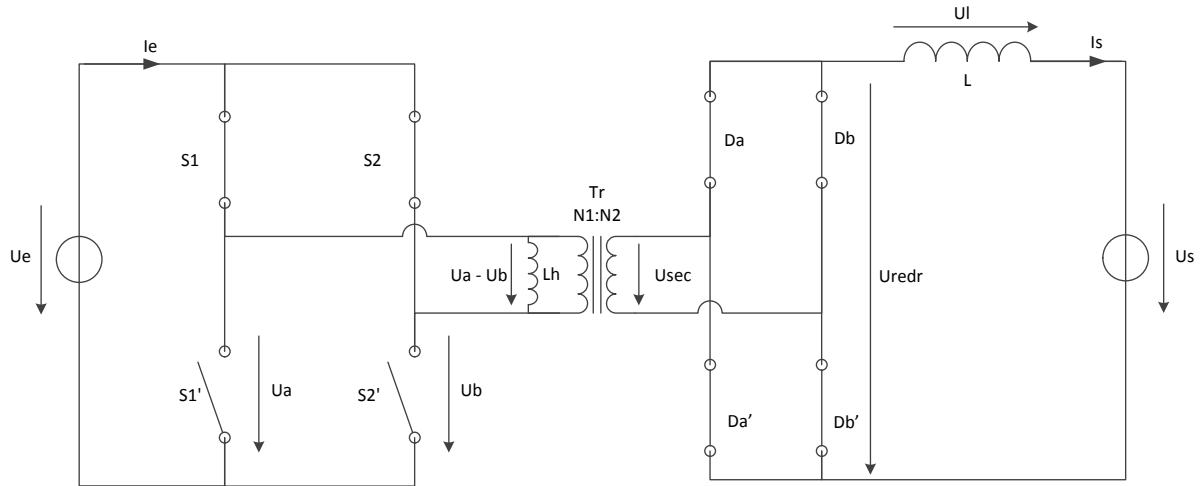 Ul
Ie
Is
L
S1
S2
Da
Db
Tr
N1:N2
Ue
Ua - Ub
Lh
Usec
Uredr
Us
S1'
Ua
S2'
Ub
Da’
Db’